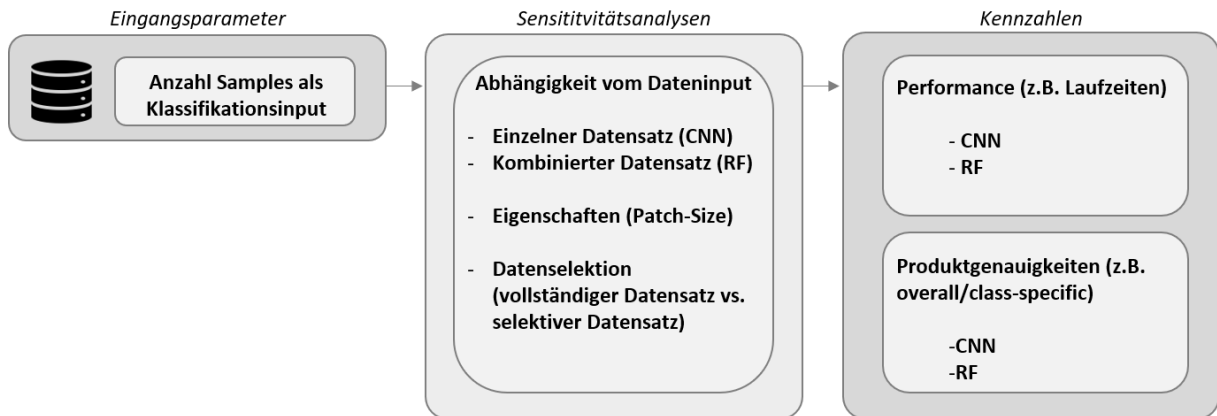 Eingangsparameter
Anzahl Samples als
Klassifikationsinput
Sensititvitätsanalysen
Abhängigkeit vom Dateninput
- Einzelner Datensatz (CNN)
- Kombinierter Datensatz (RF)
- Eigenschaften (Patch-Size)
- Datenselektion
(vollständiger Datensatz vs.
selektiver Datensatz)
Kennzahlen
Performance (z.B. Laufzeiten)
- CNN
- RF
Produktgenauigkeiten (z.B.
overall/class-specific)
-CNN
-RF